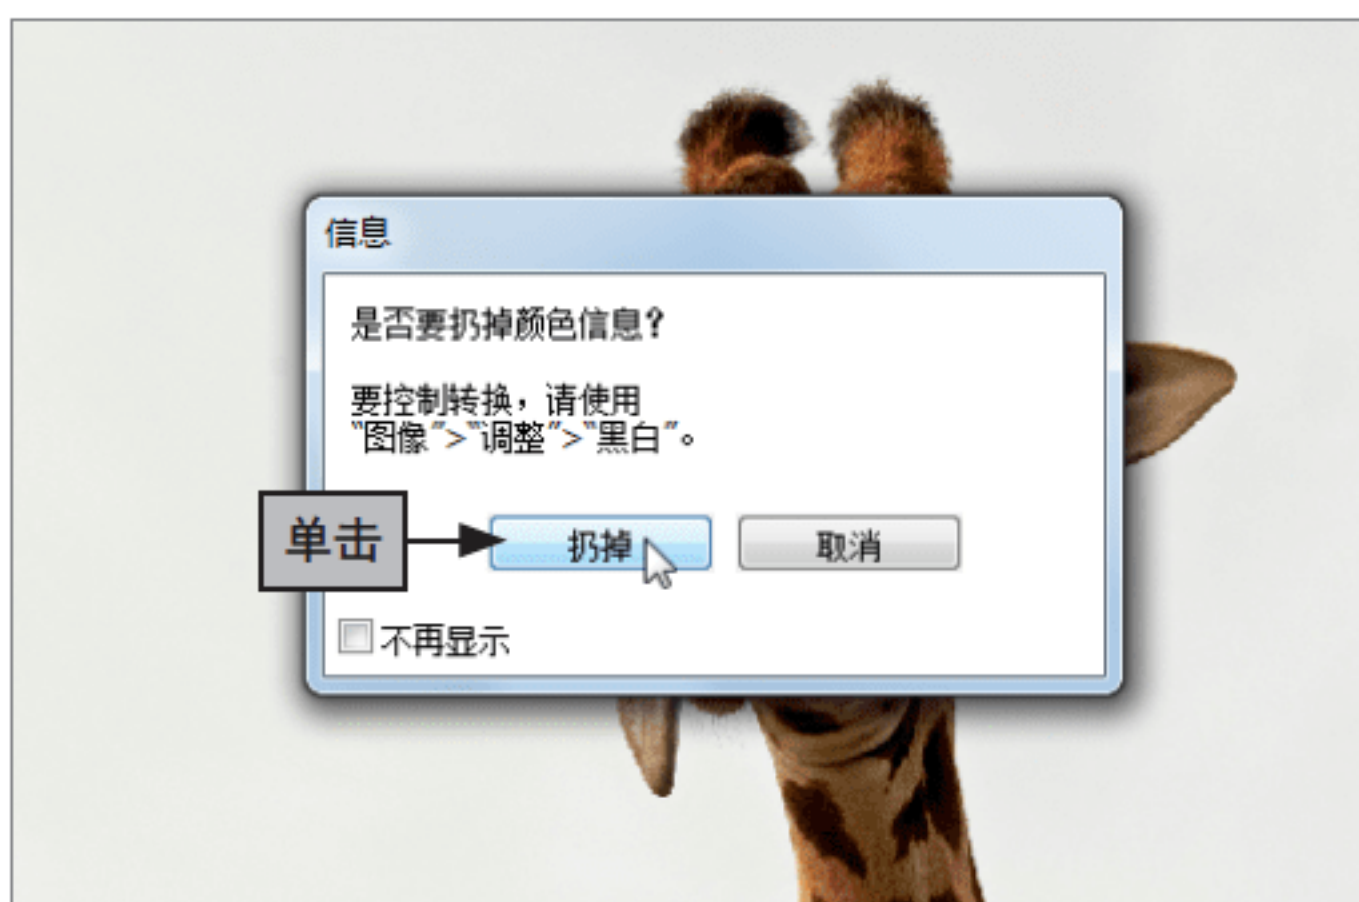 信息
是否要扔掉颜色信息？
要控制转换，请使用
"图像">"调整">"黑白"。
单击
扔掉
取消
不再显示